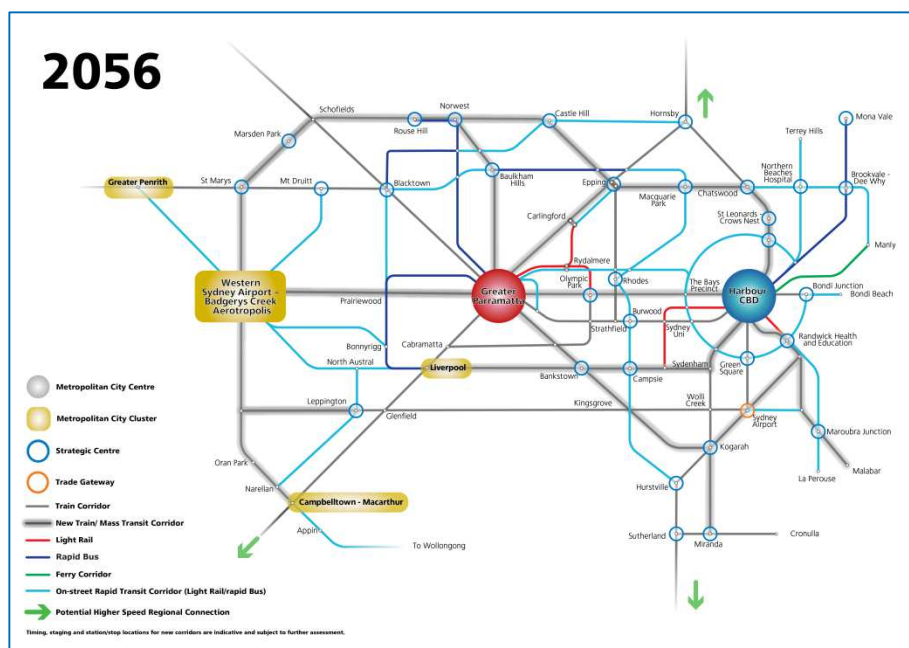 2056
Schofields
Norwest
Castle Hill
Hornsby
Rouse Hill
Mona Vale
Marsden Park
Terrey Hills
Greater Penrith
St Marys
Mt Druitt
Blacktown
Baulkham
Hills
Epping
Macquarie
Park
Chatswood
Northern
Beaches
Hospital
Brookvale -
Dee Why
Carlingford
St Leonards -
Crows Nest
Manly
Rydalmere
Western
Sydney Airport –
Badgerys Creek
Aerotropolis
Prairiewood
Greater
Parramatta
Olympic
Park
Rhodes
The Bays
Precinct
Harbour
CBD
Bondi Junction
Bondi Beach
Burwood
Strathfield
Sydney
Uni
Bonnyrigg
Cabramatta
Randwick Health
and Education
North Austral
Liverpool
Bankstown
Campsie
Sydenham
Green
Square
Metropolitan City Centre
Metropolitan City Cluster
Strategic Centre
Trade Gateway
Train Corridor
New Train/ Mass Transit Corridor
Light Rail
Rapid Bus
Ferry Corridor
On-street Rapid Transit Corridor (Light Rail/rapid Bus)
Potential Higher Speed Regional Connection
Leppington
Glenfield
Kingsgrove
Wolli
Creek
Sydney
Airport
Maroubra Junction
Oran Park
Kogarah
Malabar
La Perouse
Narellan
Hurstville
Campbelltown - Macarthur
Appin
To Wollongong
Sutherland
Miranda
Cronulla
Timing, staging and station/stop locations for new corridors are indicative and subject to further assessment.